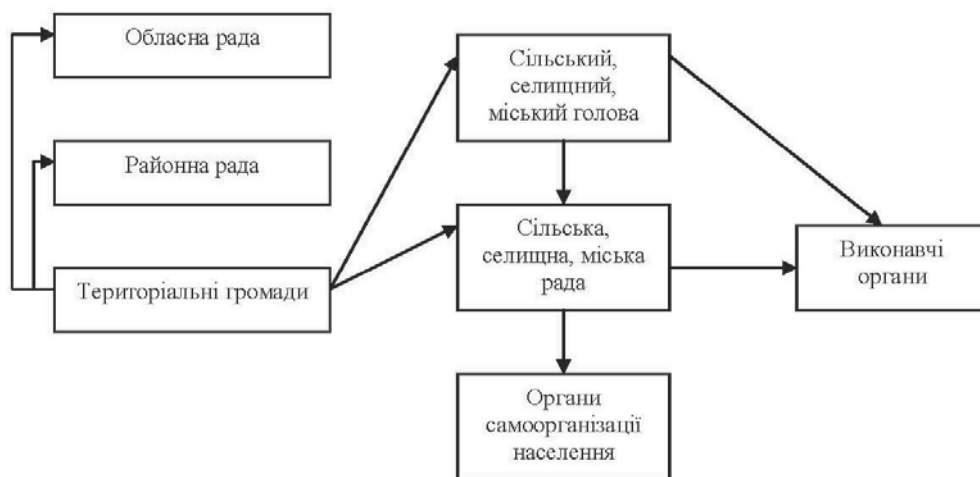 Обласна рада
Районна рада
Територіальні громади
Сільський,
селищний,
міський голова
Сільська,
селищна, міська
рада
Органи
самоорганізації
населення
Виконавчі
органи